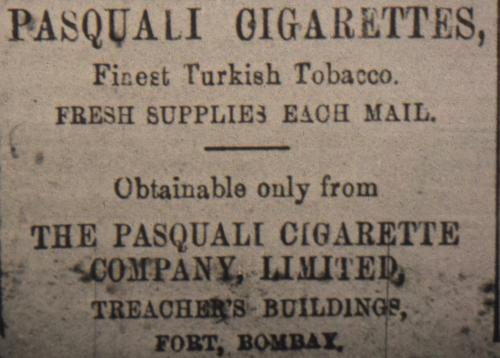 PASQUALI CIGARETTES,
Finest Turkish Tobacco.
FRESH SUPPLIES EACH MAIL.
Obtainable only from
THE PASQUALI CIGARETTE
COMPANY, LIMITED,
TREACHER'S BUILDINGS,
FORT, BOMBAY.